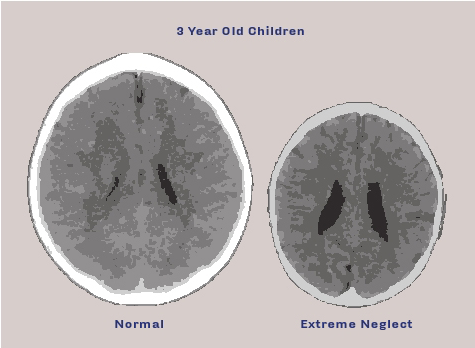 3 Year Old Children
Normal
Extreme Neglect